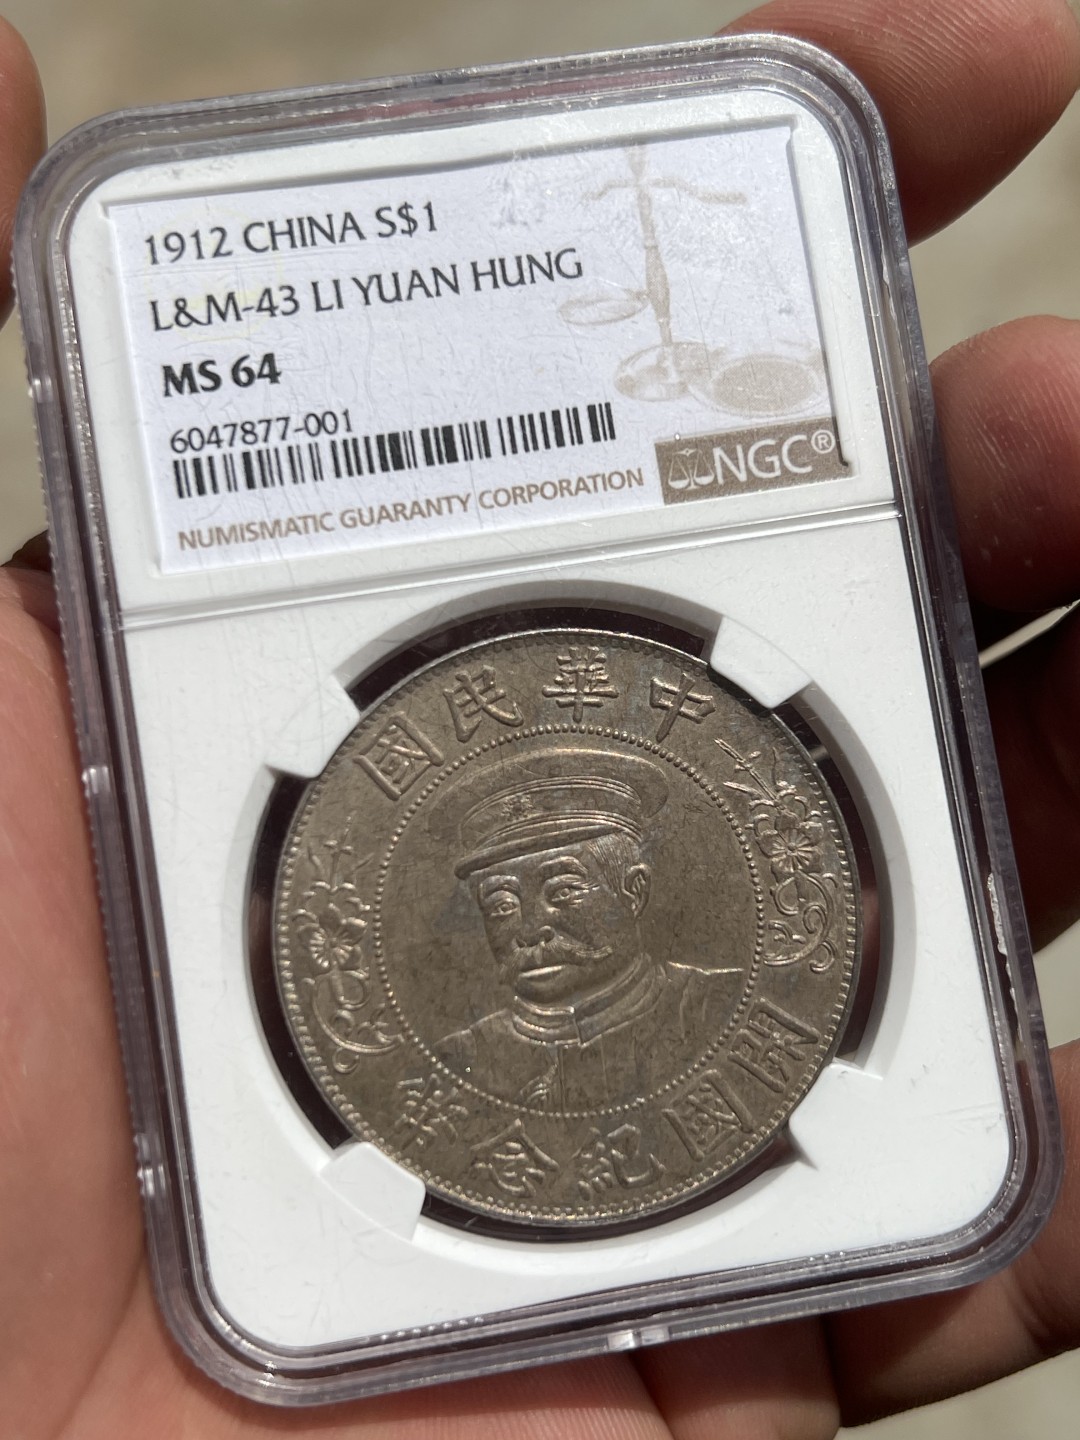 1912 CHINA S$1
L&M-43 LI YUAN HUNG
MS 64
6047877-001
NGC®
NUMISMATIC GUARANTY CORPORATION
中華民國
開國紀念幣